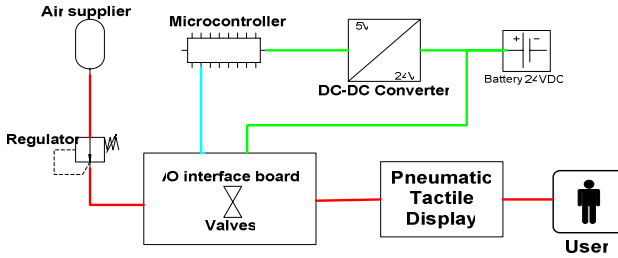 Air supplier
Microcontroller
5V
24V
DC-DC Converter
+ -
Battery 24VDC
Regulator
I/O interface board
Valves
Pneumatic
Tactile
Display
User